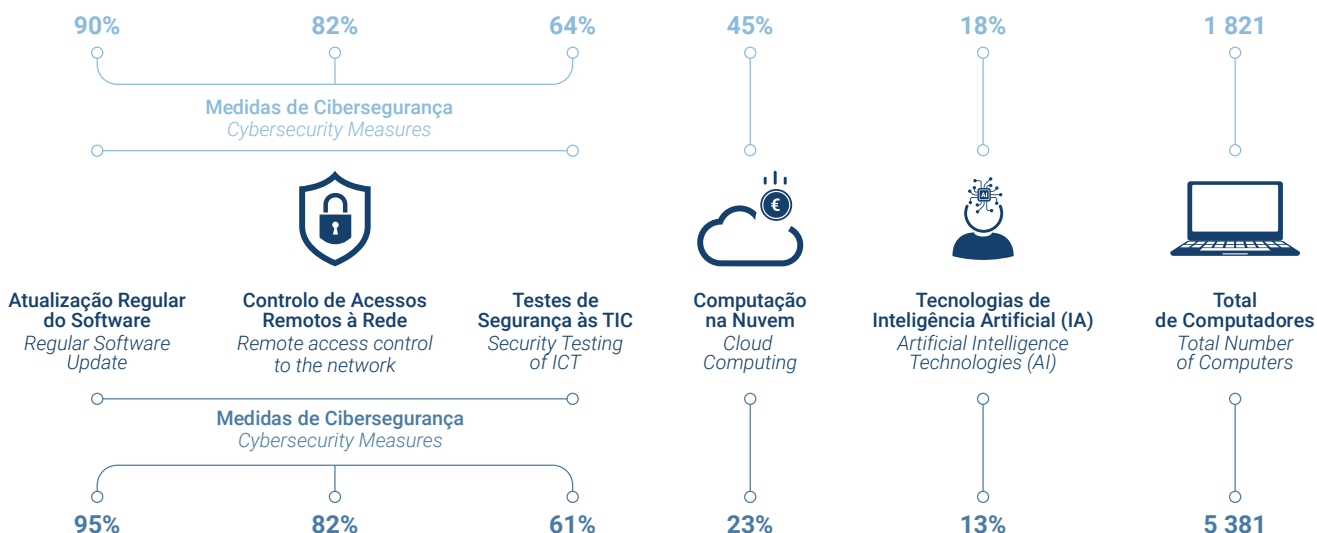 90%
82%
64%
45%
18%
1 821
Medidas de Cibersegurança
Cybersecurity Measures
€
AI
Atualização Regular
do Software
Regular Software
Update
Controlo de Acessos
Remotos à Rede
Remote access control
to the network
Testes de
Segurança às TIC
Security Testing
of ICT
Computação
na Nuvem
Cloud
Computing
Tecnologias de
Inteligência Artificial (IA)
Artificial Intelligence
Technologies (AI)
Total
de Computadores
Total Number
of Computers
Medidas de Cibersegurança
Cybersecurity Measures
95%
82%
61%
23%
13%
5 381